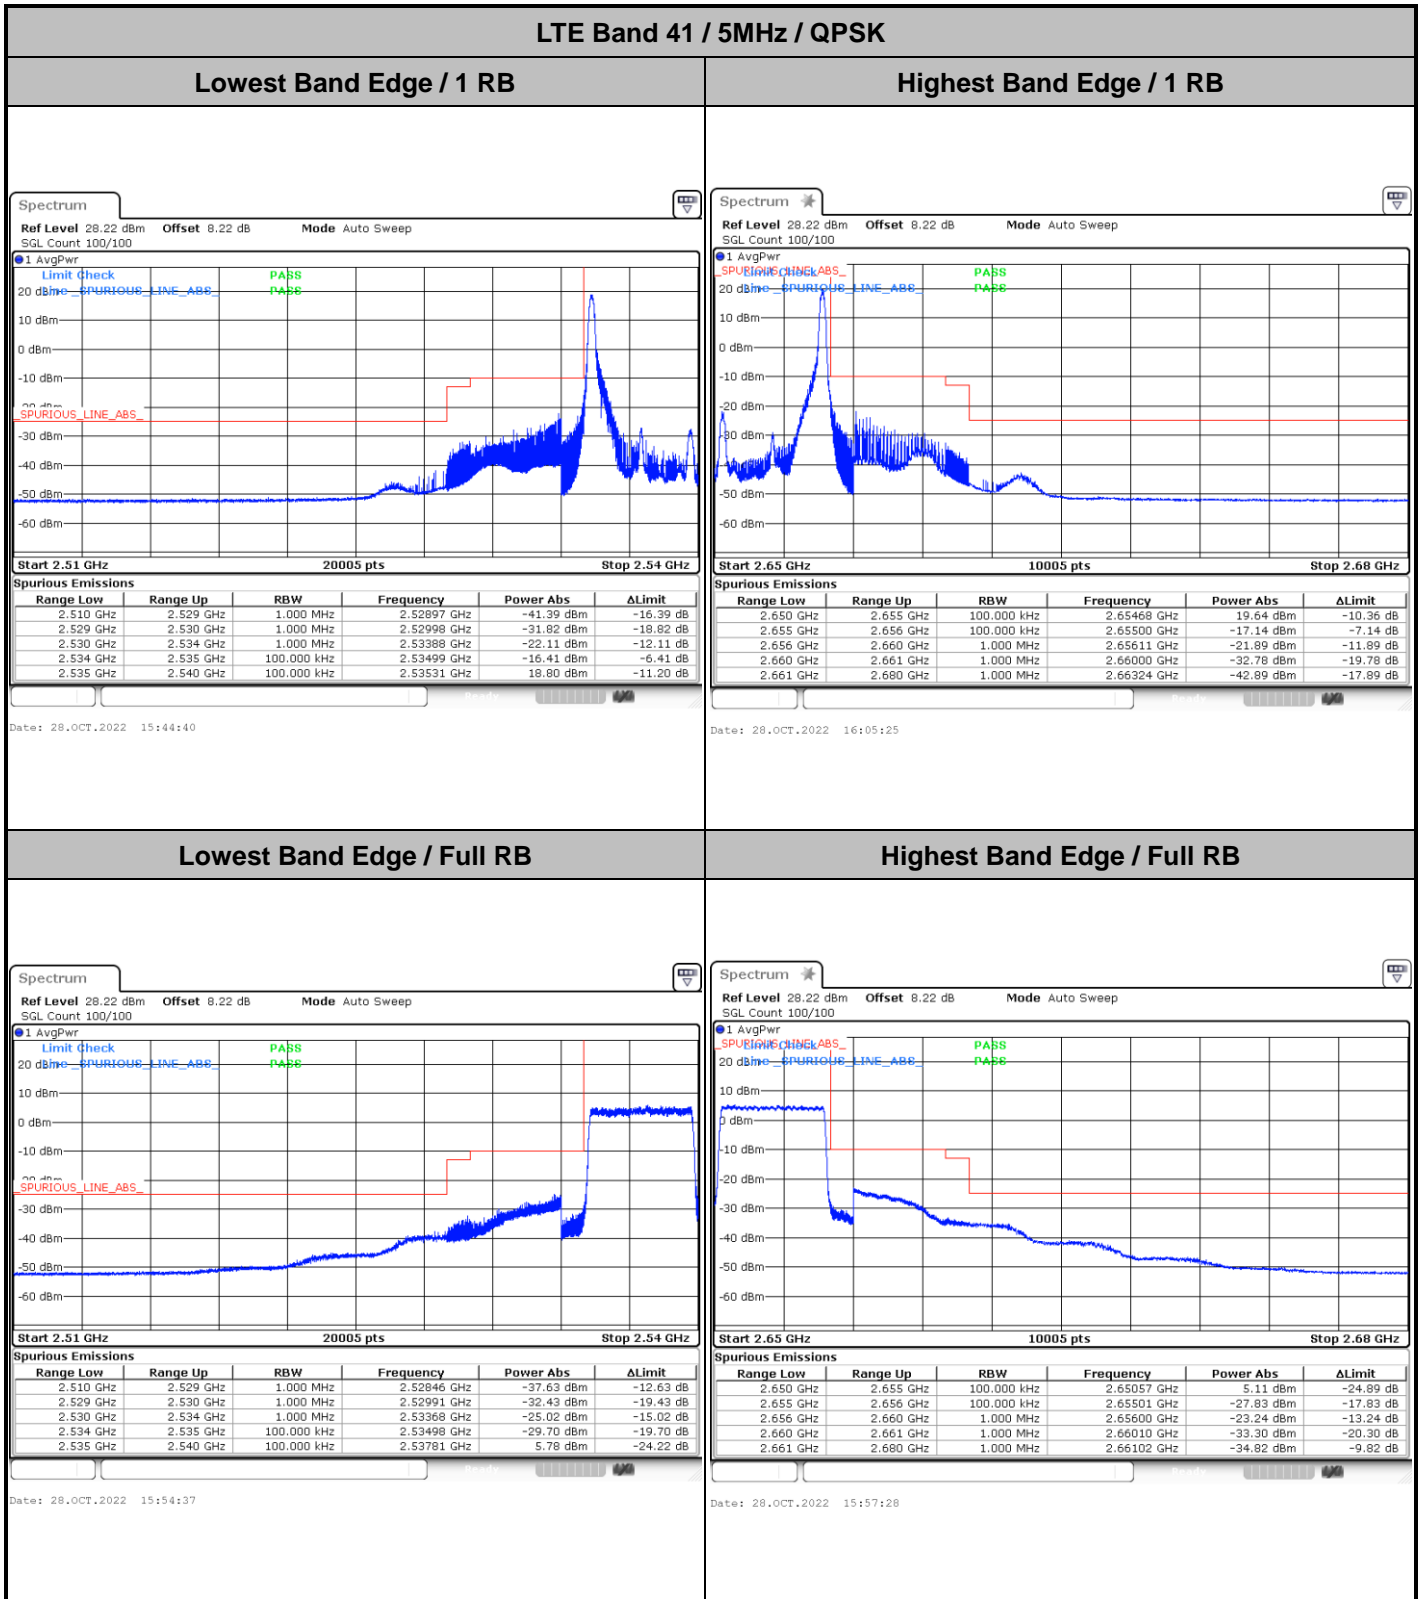 LTE Band 41 / 5MHz / QPSK
Lowest Band Edge / 1 RB
Highest Band Edge / 1 RB
Spectrum
Ref Level 28.22 dBm Offset 8.22 dB Mode Auto Sweep
SGL Count 100/100
1 AvgPwr
Limit Check PASS
Line _SPURIOUS_LINE_ABS_ PASS
20 dBm
10 dBm
0 dBm
-10 dBm
-20 dBm
_SPURIOUS_LINE_ABS_
-30 dBm
-40 dBm
-50 dBm
-60 dBm
Start 2.51 GHz 20005 pts Stop 2.54 GHz
Spurious Emissions
Range Low Range Up RBW Frequency Power Abs ΔLimit
2.510 GHz 2.529 GHz 1.000 MHz 2.52897 GHz -41.39 dBm -16.39 dB
2.529 GHz 2.530 GHz 1.000 MHz 2.52998 GHz -31.82 dBm -18.82 dB
2.530 GHz 2.534 GHz 1.000 MHz 2.53388 GHz -22.11 dBm -12.11 dB
2.534 GHz 2.535 GHz 100.000 kHz 2.53499 GHz -16.41 dBm -6.41 dB
2.535 GHz 2.540 GHz 100.000 kHz 2.53531 GHz 18.80 dBm -11.20 dB
Ready
Date: 28.OCT.2022 15:44:40
Spectrum
Ref Level 28.22 dBm Offset 8.22 dB Mode Auto Sweep
SGL Count 100/100
1 AvgPwr
_SPURIOUS_LINE_ABS_
Limit Check PASS
Line _SPURIOUS_LINE_ABS_ PASS
20 dBm
10 dBm
0 dBm
-10 dBm
-20 dBm
-30 dBm
-40 dBm
-50 dBm
-60 dBm
Start 2.65 GHz 10005 pts Stop 2.68 GHz
Spurious Emissions
Range Low Range Up RBW Frequency Power Abs ΔLimit
2.650 GHz 2.655 GHz 100.000 kHz 2.65468 GHz 19.64 dBm -10.36 dB
2.655 GHz 2.656 GHz 100.000 kHz 2.65500 GHz -17.14 dBm -7.14 dB
2.656 GHz 2.660 GHz 1.000 MHz 2.65611 GHz -21.89 dBm -11.89 dB
2.660 GHz 2.661 GHz 1.000 MHz 2.66000 GHz -32.78 dBm -19.78 dB
2.661 GHz 2.680 GHz 1.000 MHz 2.66324 GHz -42.89 dBm -17.89 dB
Ready
Date: 28.OCT.2022 16:05:25
Lowest Band Edge / Full RB
Highest Band Edge / Full RB
Spectrum
Ref Level 28.22 dBm Offset 8.22 dB Mode Auto Sweep
SGL Count 100/100
1 AvgPwr
Limit Check PASS
Line _SPURIOUS_LINE_ABS_ PASS
20 dBm
10 dBm
0 dBm
-10 dBm
-20 dBm
_SPURIOUS_LINE_ABS_
-30 dBm
-40 dBm
-50 dBm
-60 dBm
Start 2.51 GHz 20005 pts Stop 2.54 GHz
Spurious Emissions
Range Low Range Up RBW Frequency Power Abs ΔLimit
2.510 GHz 2.529 GHz 1.000 MHz 2.52846 GHz -37.63 dBm -12.63 dB
2.529 GHz 2.530 GHz 1.000 MHz 2.52991 GHz -32.43 dBm -19.43 dB
2.530 GHz 2.534 GHz 1.000 MHz 2.53368 GHz -25.02 dBm -15.02 dB
2.534 GHz 2.535 GHz 100.000 kHz 2.53498 GHz -29.70 dBm -19.70 dB
2.535 GHz 2.540 GHz 100.000 kHz 2.53781 GHz 5.78 dBm -24.22 dB
Ready
Date: 28.OCT.2022 15:54:37
Spectrum
Ref Level 28.22 dBm Offset 8.22 dB Mode Auto Sweep
SGL Count 100/100
1 AvgPwr
_SPURIOUS_LINE_ABS_
Limit Check PASS
Line _SPURIOUS_LINE_ABS_ PASS
20 dBm
10 dBm
0 dBm
-10 dBm
-20 dBm
-30 dBm
-40 dBm
-50 dBm
-60 dBm
Start 2.65 GHz 10005 pts Stop 2.68 GHz
Spurious Emissions
Range Low Range Up RBW Frequency Power Abs ΔLimit
2.650 GHz 2.655 GHz 100.000 kHz 2.65057 GHz 5.11 dBm -24.89 dB
2.655 GHz 2.656 GHz 100.000 kHz 2.65501 GHz -27.83 dBm -17.83 dB
2.656 GHz 2.660 GHz 1.000 MHz 2.65600 GHz -23.24 dBm -13.24 dB
2.660 GHz 2.661 GHz 1.000 MHz 2.66010 GHz -33.30 dBm -20.30 dB
2.661 GHz 2.680 GHz 1.000 MHz 2.66102 GHz -34.82 dBm -9.82 dB
Ready
Date: 28.OCT.2022 15:57:28